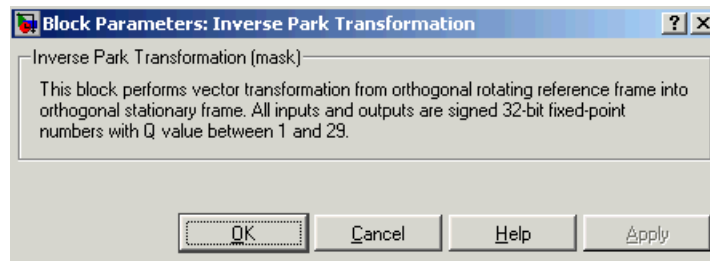 Block Parameters: Inverse Park Transformation
Inverse Park Transformation (mask)
This block performs vector transformation from orthogonal rotating reference frame into
orthogonal stationary frame. All inputs and outputs are signed 32-bit fixed-point
numbers with Q value between 1 and 29.
OK Cancel Help Apply